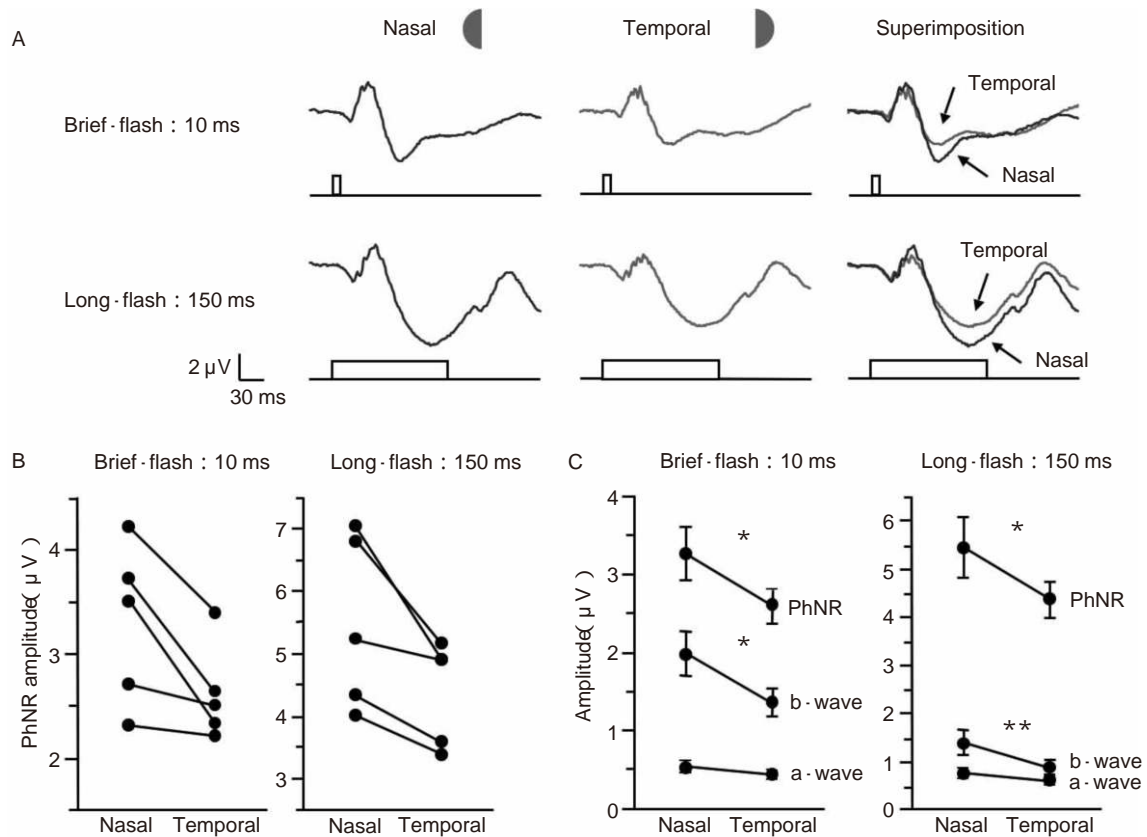 A
Nasal
Temporal
Superimposition
Brief-flash : 10 ms
Temporal
Nasal
Long-flash : 150 ms
Temporal
Nasal
2 μV
30 ms
B
Brief-flash : 10 ms
Long-flash : 150 ms
PhNR amplitude( μ V)
4
3
2
7
6
5
4
3
Nasal Temporal
Nasal Temporal
C
Brief-flash : 10 ms
Long-flash : 150 ms
Amplitude( μ V)
4
3
2
1
0
*
PhNR
*
b-wave
a-wave
6
5
4
3
2
1
0
*
PhNR
**
b-wave
a-wave
Nasal Temporal
Nasal Temporal